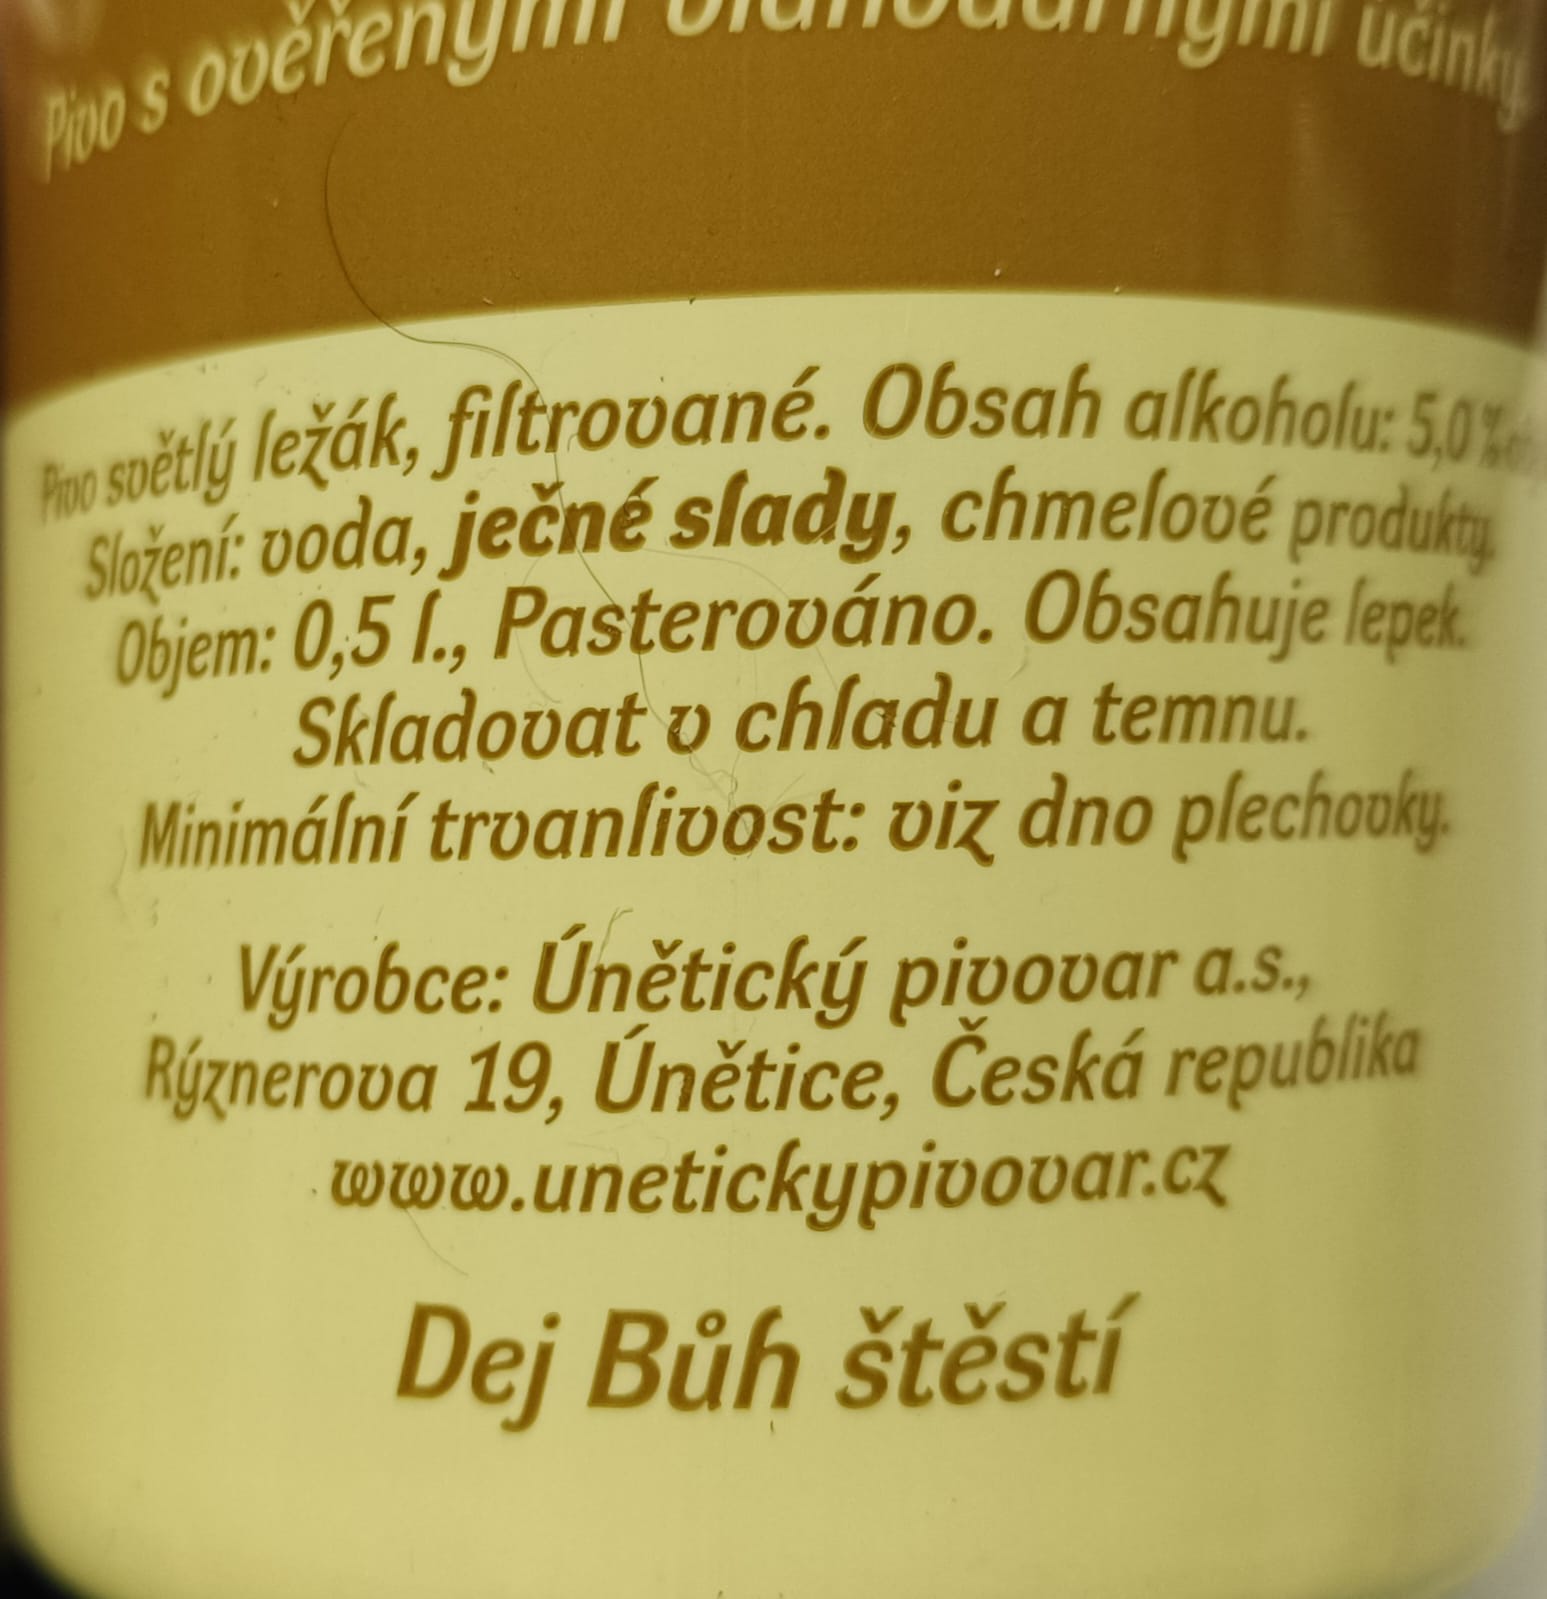 Pivo s ověřenými blahodárnými účinky.
Pivo světlý ležák, filtrované. Obsah alkoholu: 5,0 %
Složení: voda, ječné slady, chmelové produkty.
Objem: 0,5 l., Pasterováno. Obsahuje lepek.
Skladovat v chladu a temnu.
Minimální trvanlivost: viz dno plechovky.
Výrobce: Únětický pivovar a.s.,
Rýznerova 19, Únětice, Česká republika
www.unetickypivovar.cz
Dej Bůh štěstí